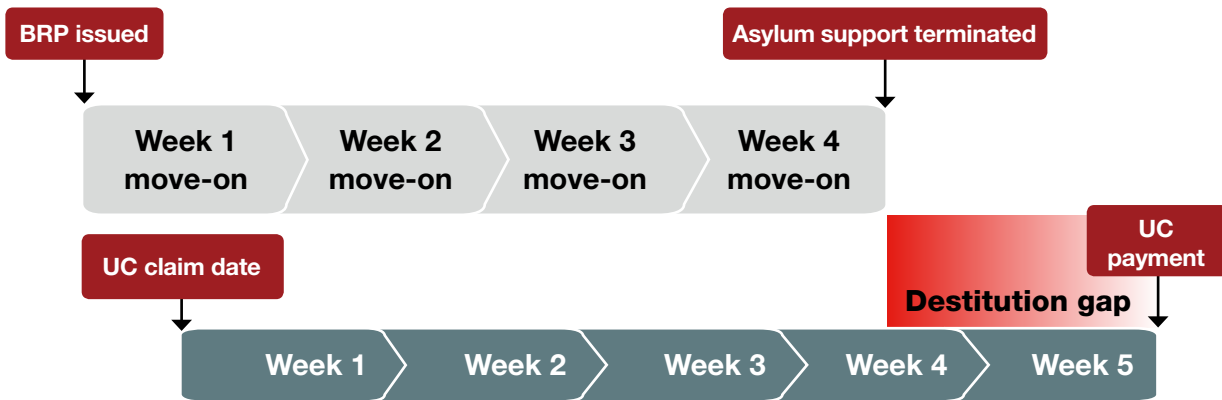 BRP issued
Asylum support terminated
Week 1
move-on
Week 2
move-on
Week 3
move-on
Week 4
move-on
UC claim date
UC
payment
Destitution gap
Week 1
Week 2
Week 3
Week 4
Week 5